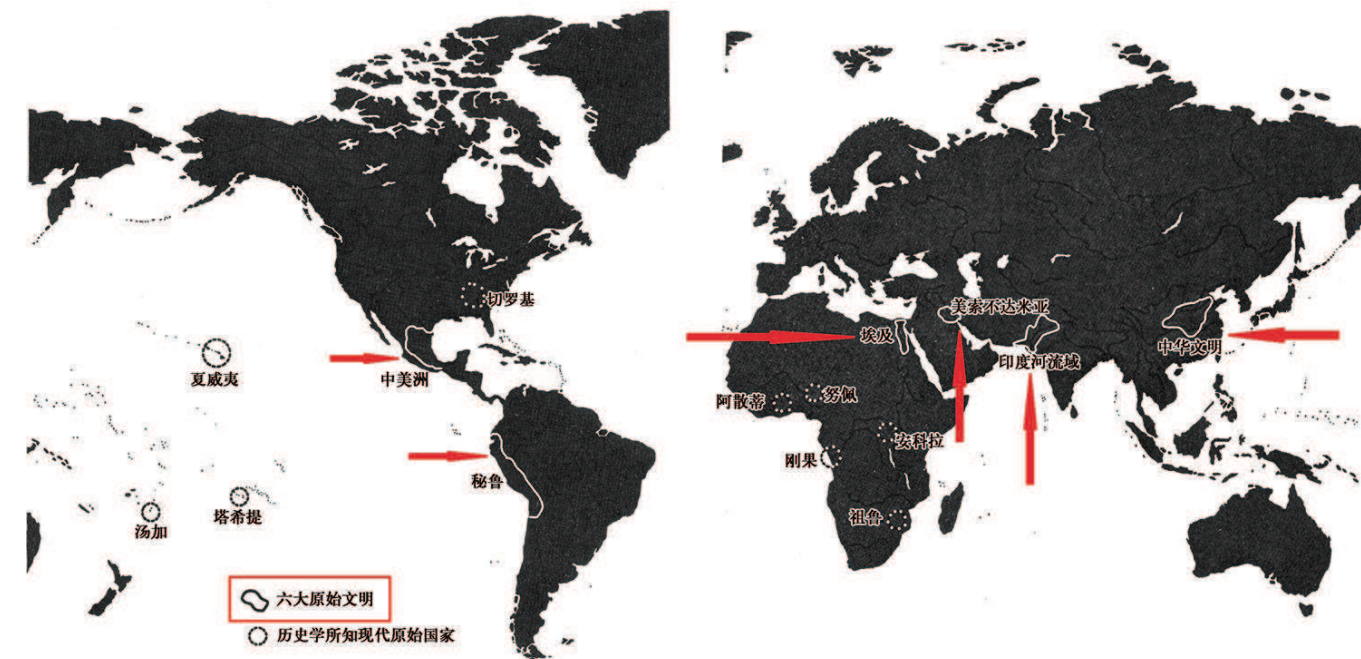 切罗基
美索不达米亚
埃及
中华文明
印度河流域
夏威夷
中美洲
阿散蒂
努佩
安科拉
刚果
秘鲁
塔希提
汤加
祖鲁
六大原始文明
历史学所知现代原始国家